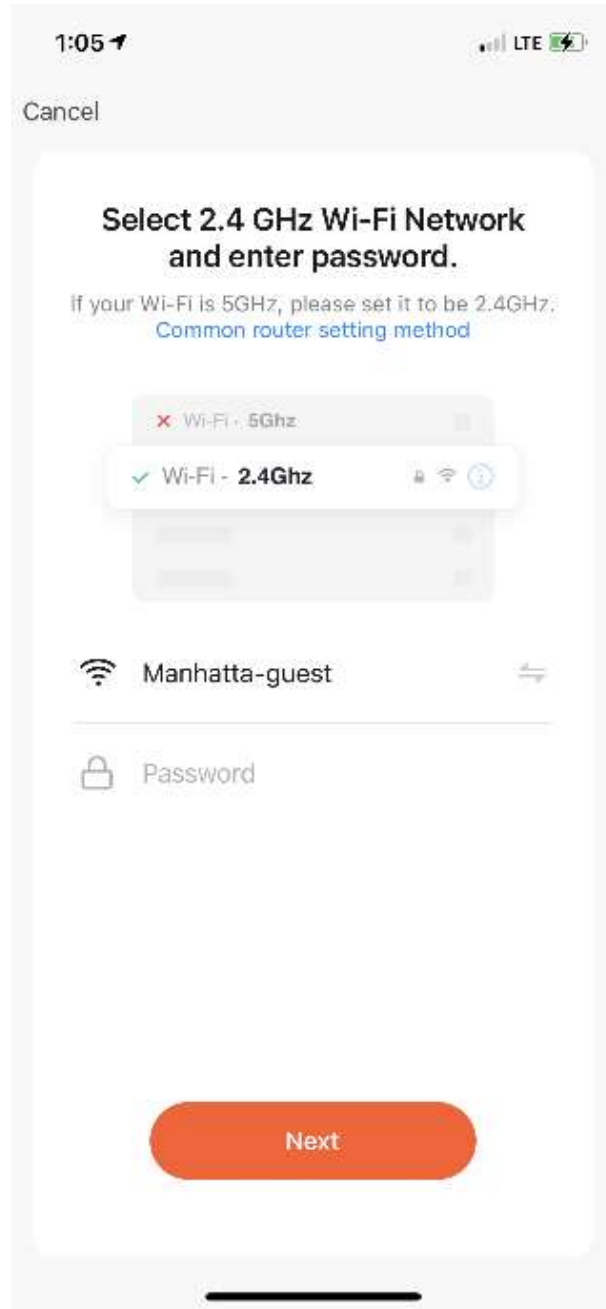 1:05
LTE
Cancel
Select 2.4 GHz Wi-Fi Network
and enter password.
If your Wi-Fi is 5GHz, please set it to be 2.4GHz.
Common router setting method
Wi-Fi - 5Ghz
Wi-Fi - 2.4Ghz
Manhatta-guest
Password
Next